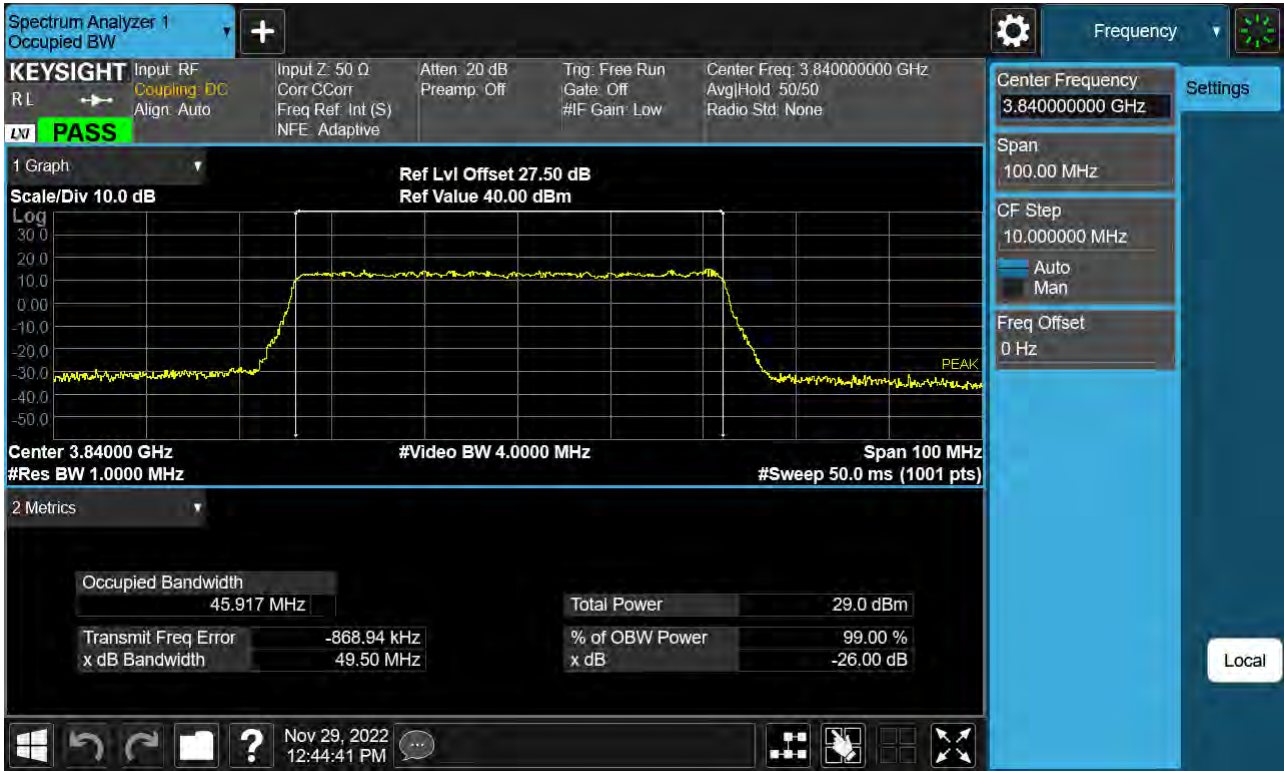 Spectrum Analyzer 1
Occupied BW
+
Frequency
KEYSIGHT
R L
LXI PASS
Input: RF
Coupling: DC
Align: Auto
Input Z: 50 Ω
Corr CCorr
Freq Ref: Int (S)
NFE: Adaptive
Atten: 20 dB
Preamp: Off
Trig: Free Run
Gate: Off
#IF Gain: Low
Center Freq: 3.840000000 GHz
Avg|Hold: 50/50
Radio Std: None
Center Frequency
3.840000000 GHz
Settings
Span
100.00 MHz
CF Step
10.000000 MHz
Auto
Man
Freq Offset
0 Hz
1 Graph
Scale/Div 10.0 dB
Ref Lvl Offset 27.50 dB
Ref Value 40.00 dBm
Log
30.0
20.0
10.0
0.00
-10.0
-20.0
-30.0
-40.0
-50.0
PEAK
Center 3.84000 GHz
#Video BW 4.0000 MHz
Span 100 MHz
#Res BW 1.0000 MHz
#Sweep 50.0 ms (1001 pts)
2 Metrics
Occupied Bandwidth
45.917 MHz
Transmit Freq Error -868.94 kHz
x dB Bandwidth 49.50 MHz
Total Power 29.0 dBm
% of OBW Power 99.00 %
x dB -26.00 dB
Local
?
Nov 29, 2022
12:44:41 PM